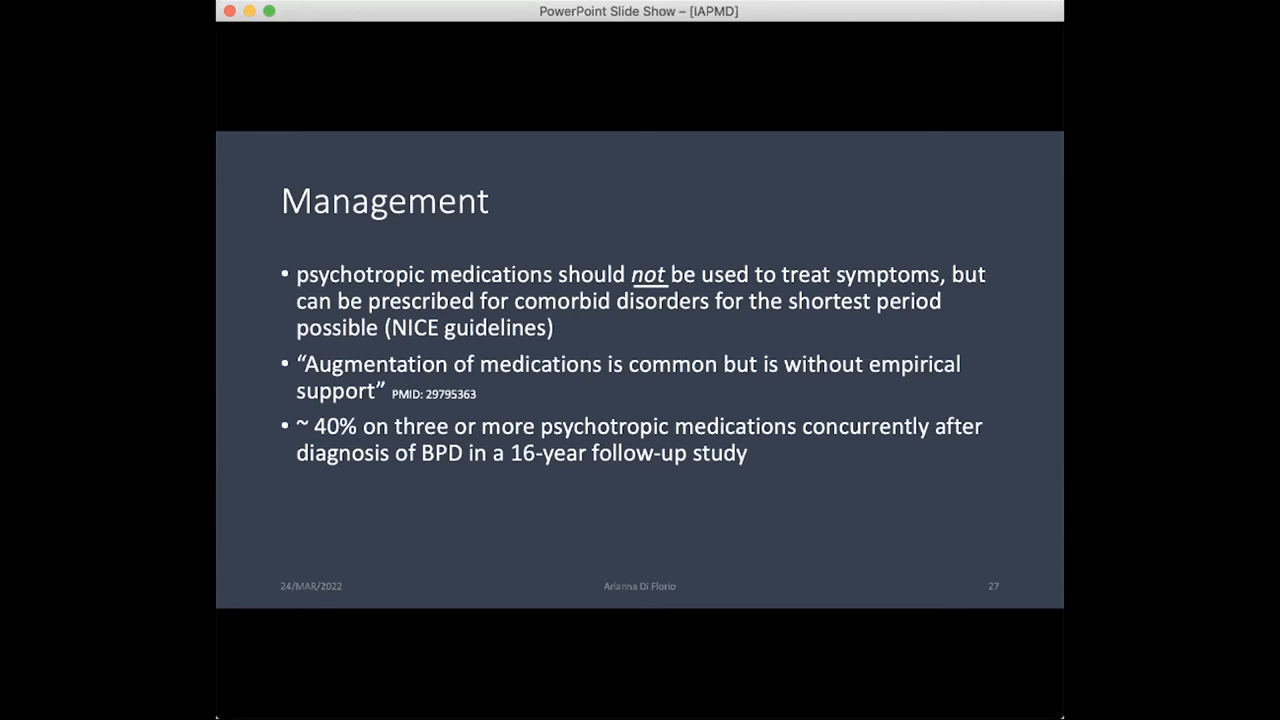 PowerPoint Slide Show – [IAPMD]
Management
• psychotropic medications should not be used to treat symptoms, but
can be prescribed for comorbid disorders for the shortest period
possible (NICE guidelines)
• “Augmentation of medications is common but is without empirical
support” PMID: 29795363
• ~ 40% on three or more psychotropic medications concurrently after
diagnosis of BPD in a 16-year follow-up study
24/MAR/2022 Arianna Di Florio 27